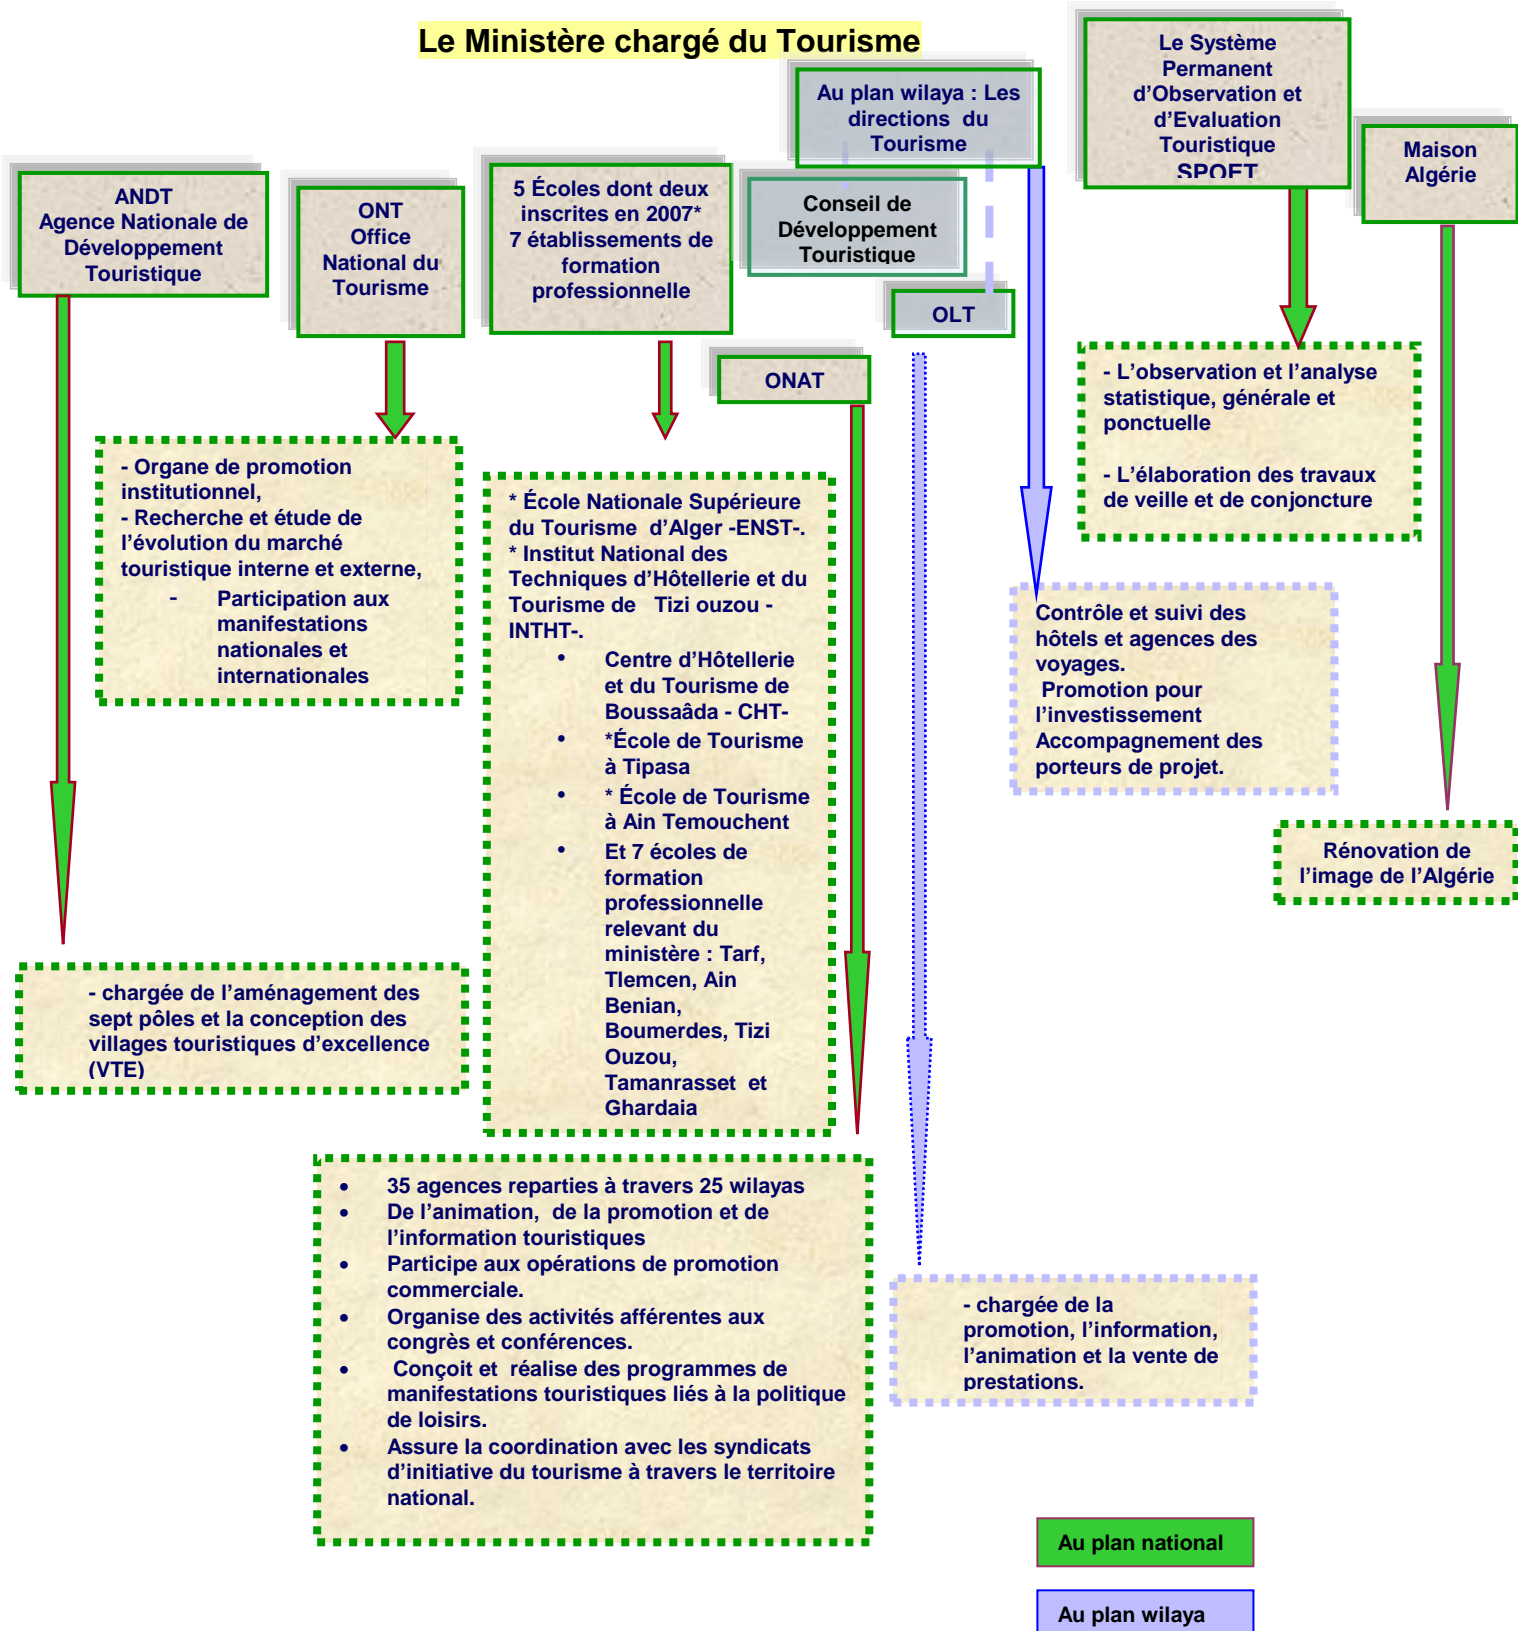 Le Ministère chargé du Tourisme
ANDT
Agence Nationale de
Développement
Touristique
ONT
Office
National du
Tourisme
5 Écoles dont deux
inscrites en 2007*
7 établissements de
formation
professionnelle
ONAT
Au plan wilaya : Les
directions du
Tourisme
Conseil de
Développement
Touristique
OLT
Le Système
Permanent
d’Observation et
d’Evaluation
Touristique
SPOET
Maison
Algérie
- Organe de promotion
institutionnel,
- Recherche et étude de
l’évolution du marché
touristique interne et externe,
- Participation aux
manifestations
nationales et
internationales
* École Nationale Supérieure
du Tourisme d’Alger -ENST-.
* Institut National des
Techniques d’Hôtellerie et du
Tourisme de Tizi ouzou -
INTHT-.
• Centre d’Hôtellerie
et du Tourisme de
Boussaâda - CHT-
• *École de Tourisme
à Tipasa
• * École de Tourisme
à Ain Temouchent
• Et 7 écoles de
formation
professionnelle
relevant du
ministère : Tarf,
Tlemcen, Ain
Benian,
Boumerdes, Tizi
Ouzou,
Tamanrasset et
Ghardaia
- L’observation et l’analyse
statistique, générale et
ponctuelle
- L’élaboration des travaux
de veille et de conjoncture
Contrôle et suivi des
hôtels et agences des
voyages.
Promotion pour
l’investissement
Accompagnement des
porteurs de projet.
Rénovation de
l’image de l’Algérie
- chargée de l’aménagement des
sept pôles et la conception des
villages touristiques d’excellence
(VTE)
• 35 agences reparties à travers 25 wilayas
• De l’animation, de la promotion et de
l’information touristiques
• Participe aux opérations de promotion
commerciale.
• Organise des activités afférentes aux
congrès et conférences.
• Conçoit et réalise des programmes de
manifestations touristiques liés à la politique
de loisirs.
• Assure la coordination avec les syndicats
d’initiative du tourisme à travers le territoire
national.
- chargée de la
promotion, l’information,
l’animation et la vente de
prestations.
Au plan national
Au plan wilaya